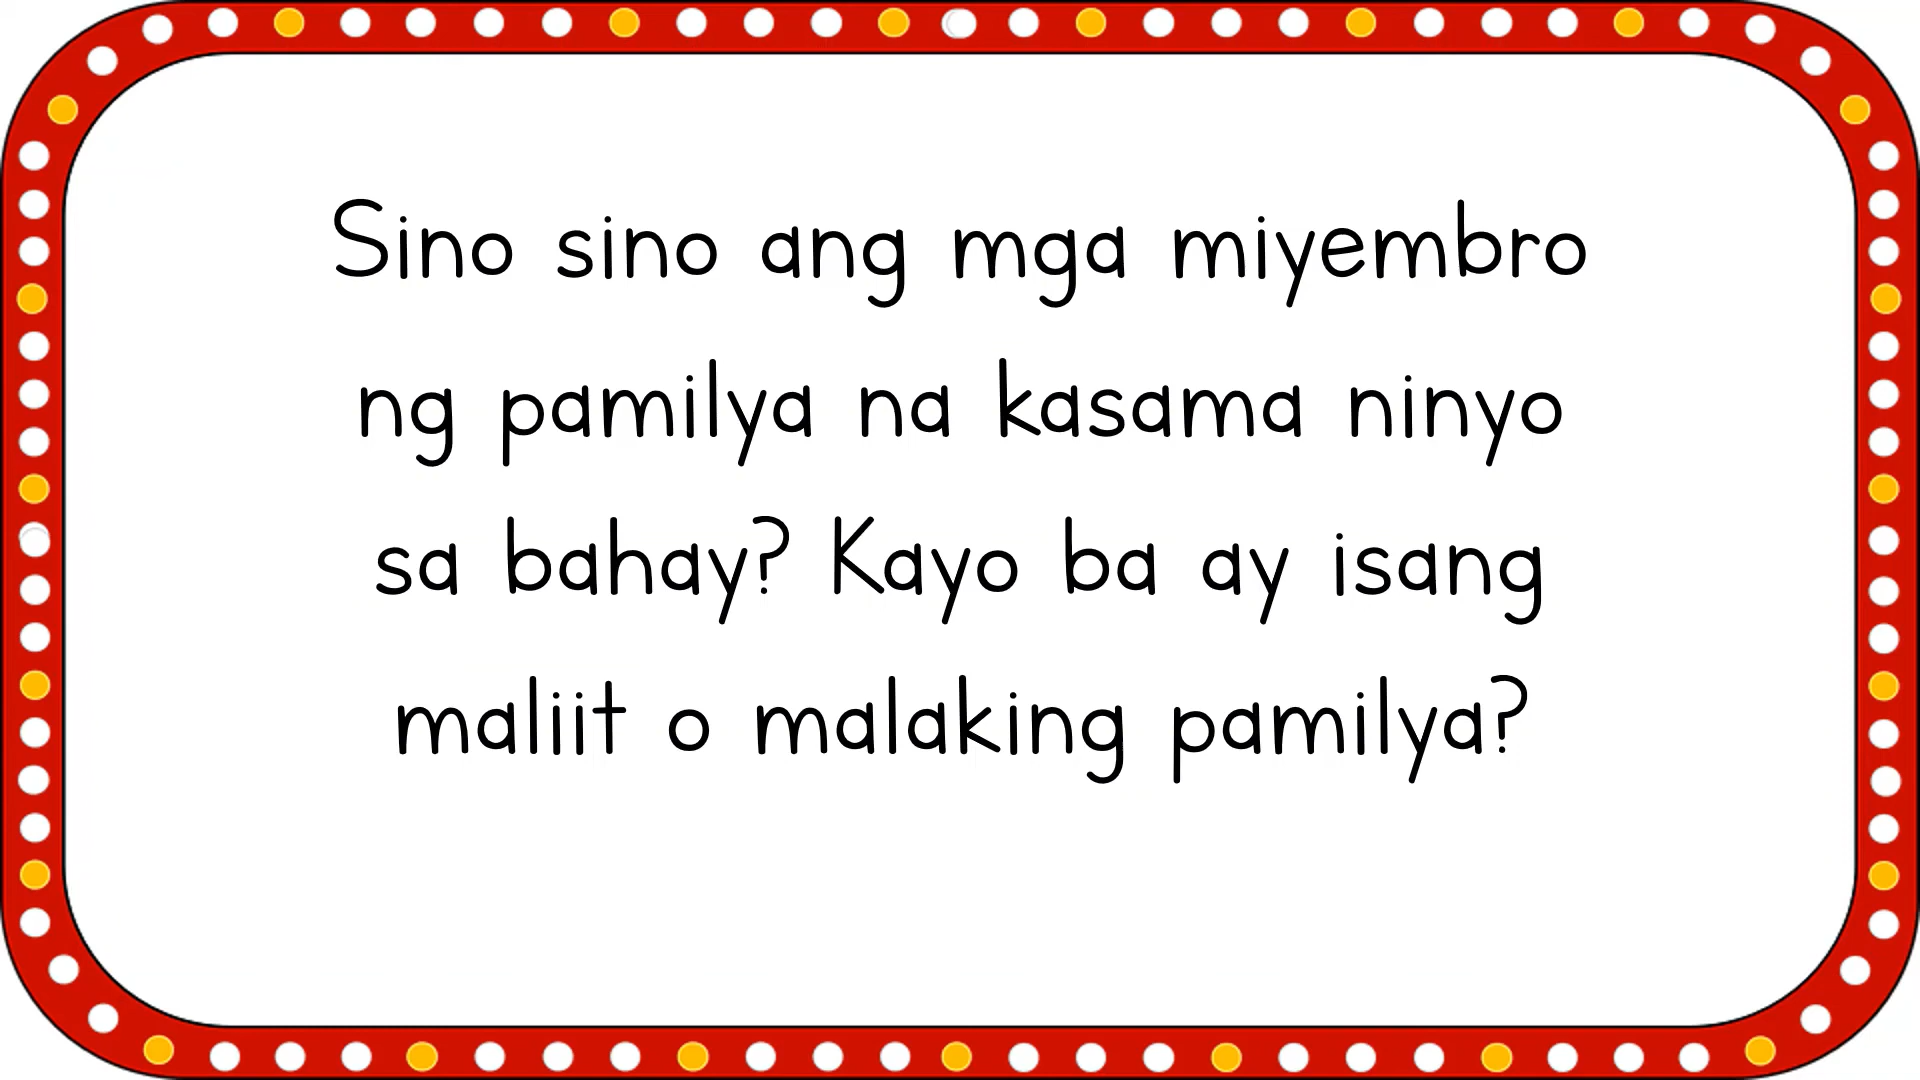 Sino sino ang mga miyembro
ng pamilya na kasama ninyo
sa bahay? Kayo ba ay isang
maliit o malaking pamilya?